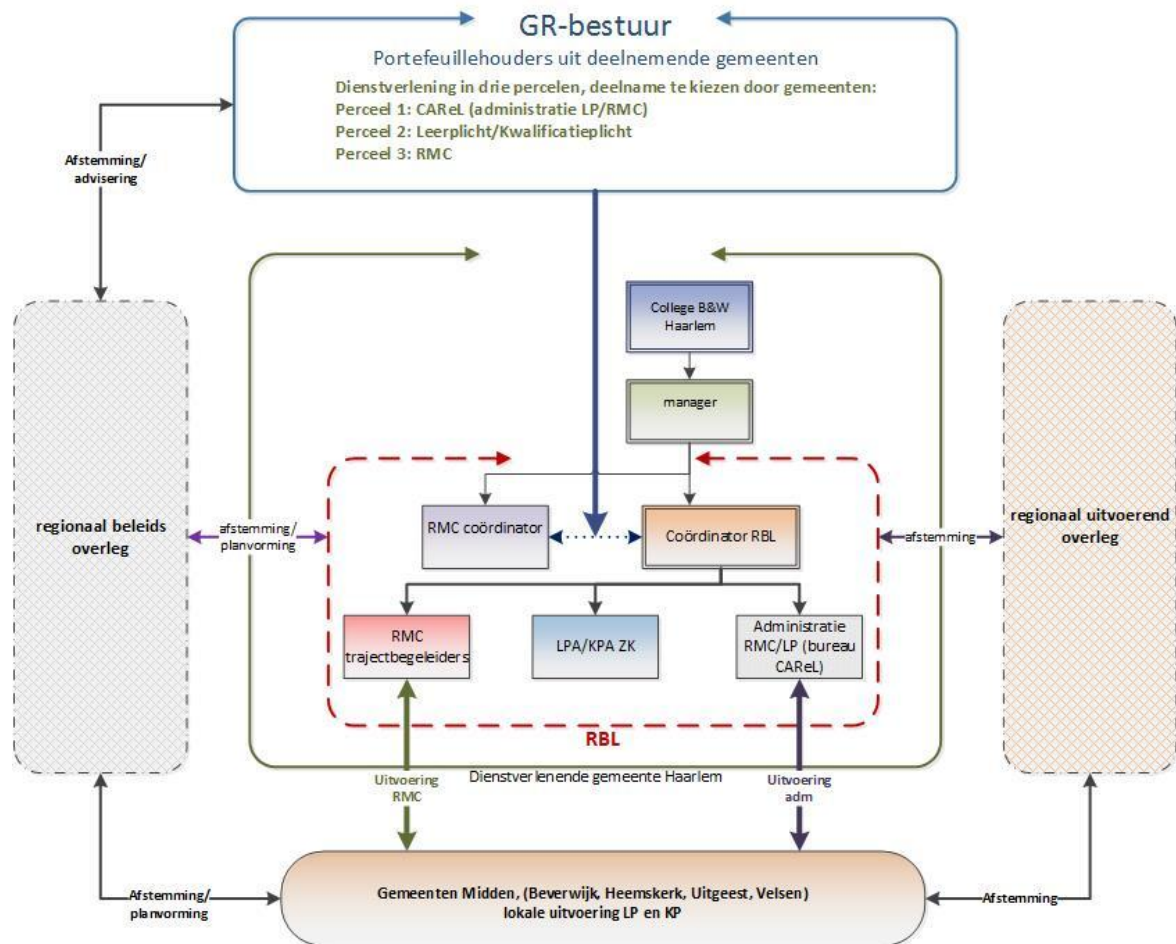 GR-bestuur
Portefeuillehouders uit deelnemende gemeenten
Dienstverlening in drie percelen, deelname te kiezen door gemeenten:
Perceel 1: CAReL (administratie LP/RMC)
Perceel 2: Leerplicht/Kwalificatieplicht
Perceel 3: RMC
Afstemming/
advisering
College B&W
Haarlem
manager
regionaal beleids
overleg
afstemming/
planvorming
RMC coördinator
Coördinator RBL
afstemming
regionaal uitvoerend
overleg
RMC
trajectbegeleiders
LPA/KPA ZK
Administratie
RMC/LP (bureau
CAReL)
RBL
Uitvoering
RMC
Dienstverlenende gemeente Haarlem
Uitvoering
adm
Afstemming/
planvorming
Gemeenten Midden, (Beverwijk, Heemskerk, Uitgeest, Velsen)
lokale uitvoering LP en KP
Afstemming